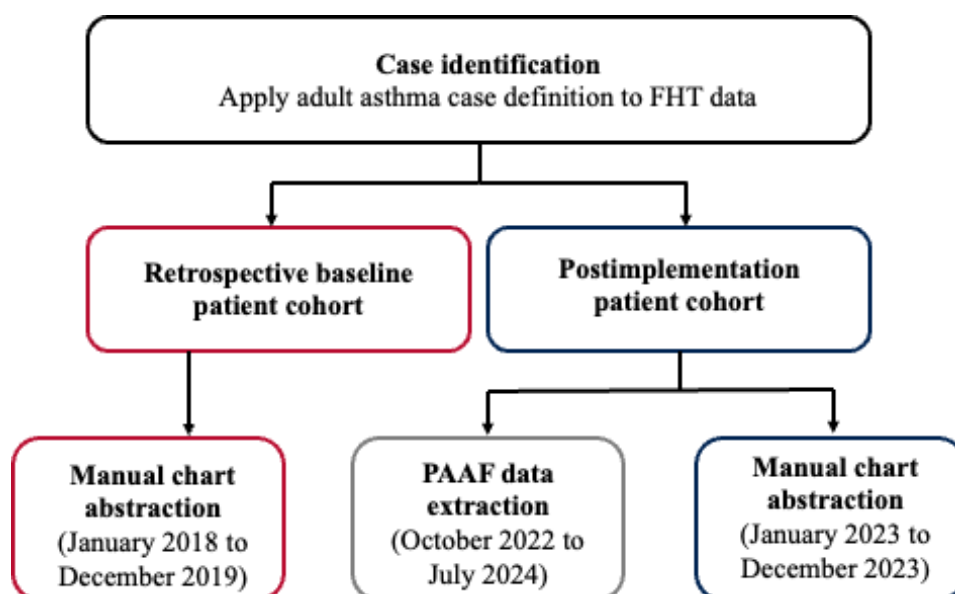 Case identification
Apply adult asthma case definition to FHT data
Retrospective baseline
patient cohort
Postimplementation
patient cohort
Manual chart
abstraction
(January 2018 to
December 2019)
PAAF data
extraction
(October 2022 to
July 2024)
Manual chart
abstraction
(January 2023 to
December 2023)